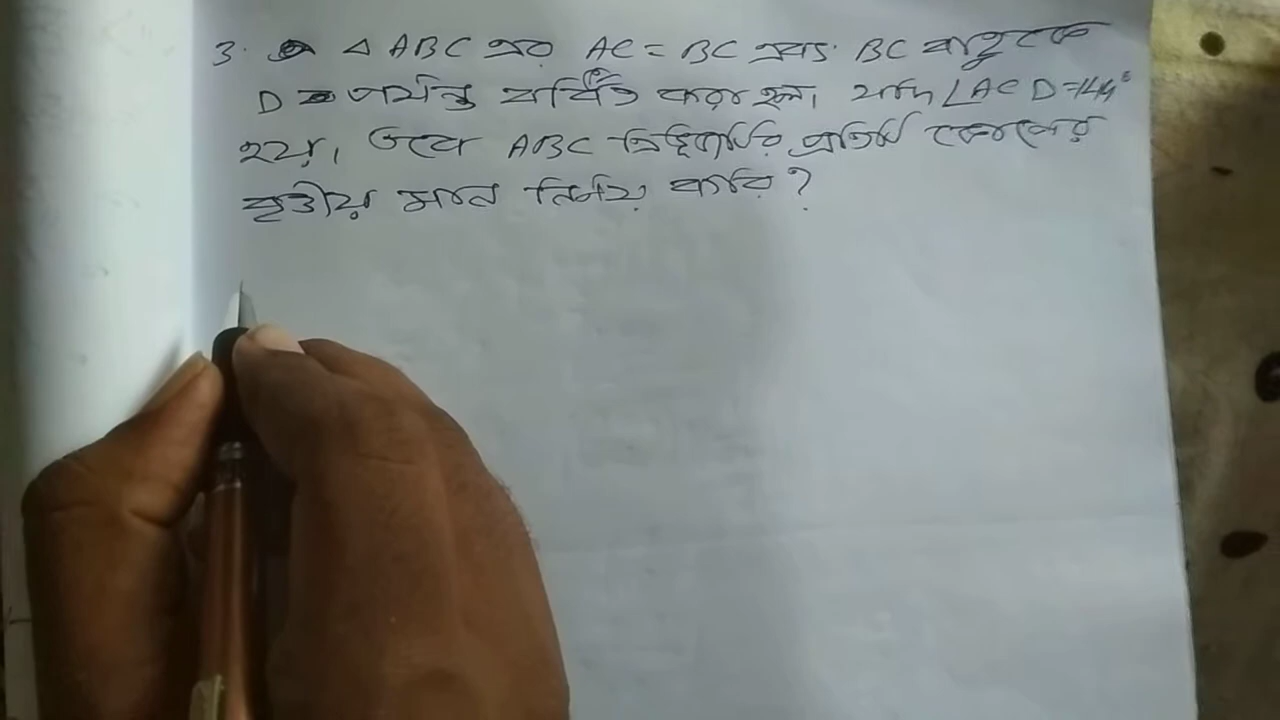 3. △ ABC এর AC = BC এবং BC বাহুকে
D পর্যন্ত বর্ধিত করা হল। যদি ∠ACD=144°
হয়, তবে ABC ত্রিভুজটির প্রতিটি কোণের
বৃত্তীয় মান নির্ণয় করি?